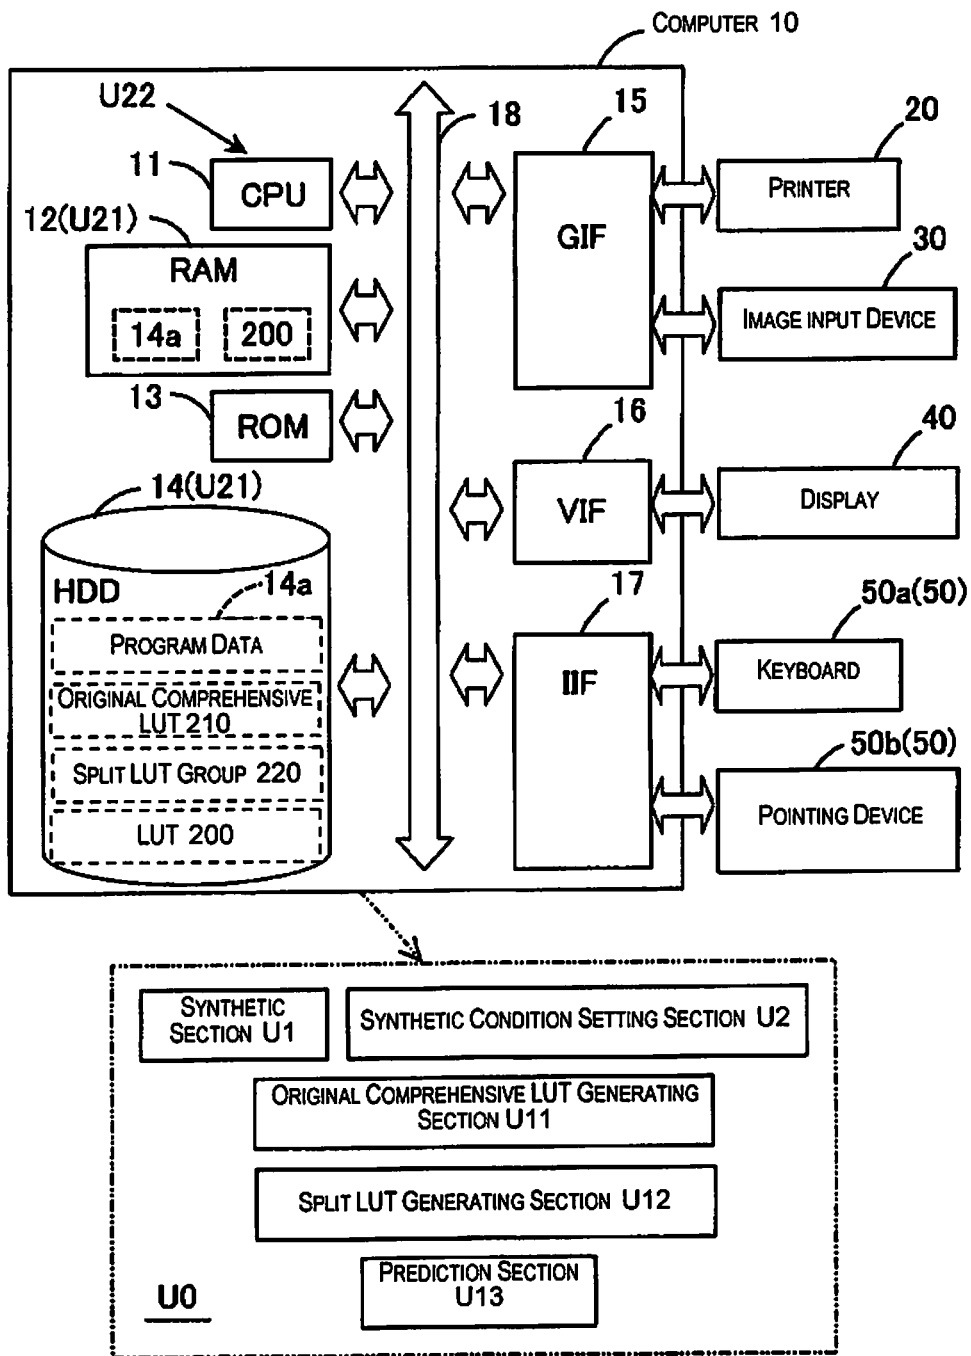 COMPUTER 10
U22
18
15
20
11
CPU
GIF
PRINTER
12(U21)
RAM
14a
200
30
IMAGE INPUT DEVICE
13
ROM
16
40
14(U21)
VIF
DISPLAY
HDD
14a
17
50a(50)
PROGRAM DATA
IIF
KEYBOARD
ORIGINAL COMPREHENSIVE
LUT 210
50b(50)
SPLIT LUT GROUP 220
POINTING DEVICE
LUT 200
SYNTHETIC
SECTION U1
SYNTHETIC CONDITION SETTING SECTION U2
ORIGINAL COMPREHENSIVE LUT GENERATING
SECTION U11
SPLIT LUT GENERATING SECTION U12
PREDICTION SECTION
U13
U0